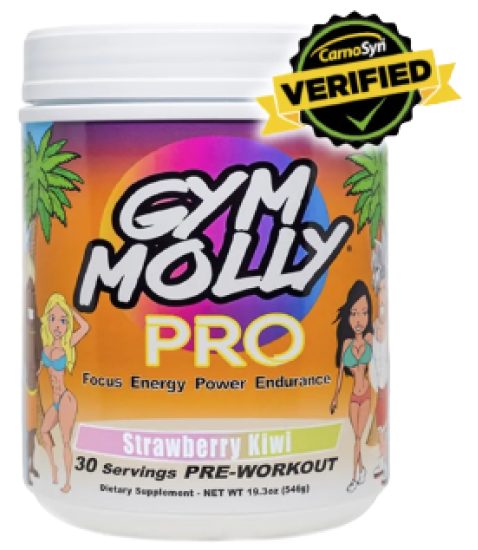 CarnoSyn
VERIFIED
GYM
MOLLY®
PRO
Focus Energy Power Endurance
Strawberry Kiwi
30 Servings PRE-WORKOUT
Dietary Supplement - NET WT 19.3oz (546g)